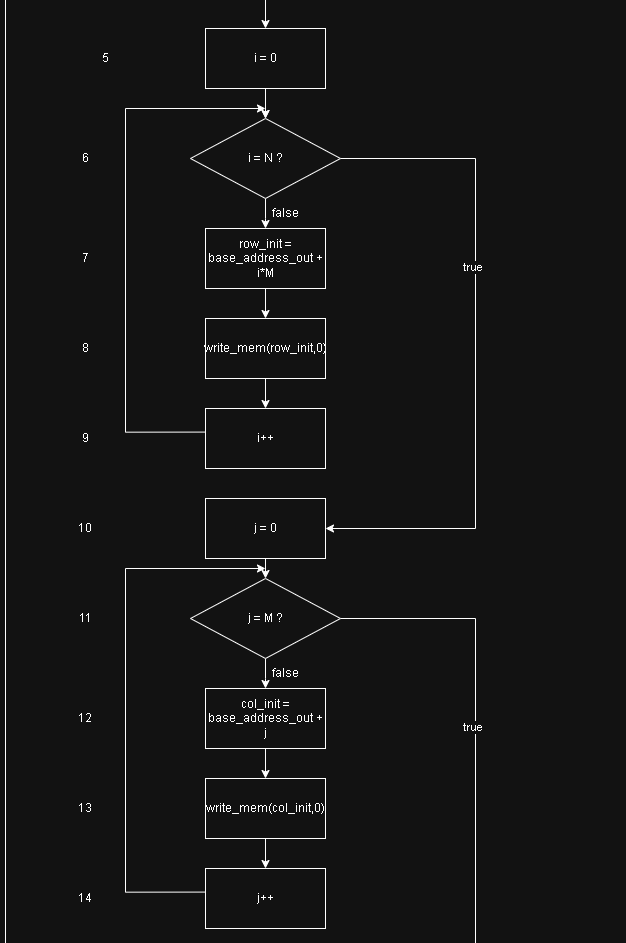 5
i = 0
6
i = N ?
false
7
row_init =
base_address_out +
i*M
true
8
write_mem(row_init,0)
9
i++
10
j = 0
11
j = M ?
false
12
col_init =
base_address_out +
j
true
13
write_mem(col_init,0)
14
j++